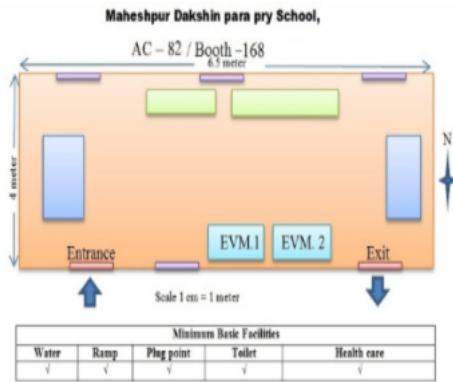 Maheshpur Dakshin para pry School,
AC – 82 / Booth –168
6.5 meter
4 meter
N
EVM.1 EVM. 2
Entrance Exit
Scale 1 cm = 1 meter
Minimum Basic Facilities
Water Ramp Plug point Toilet Health care
√ √ √ √ √